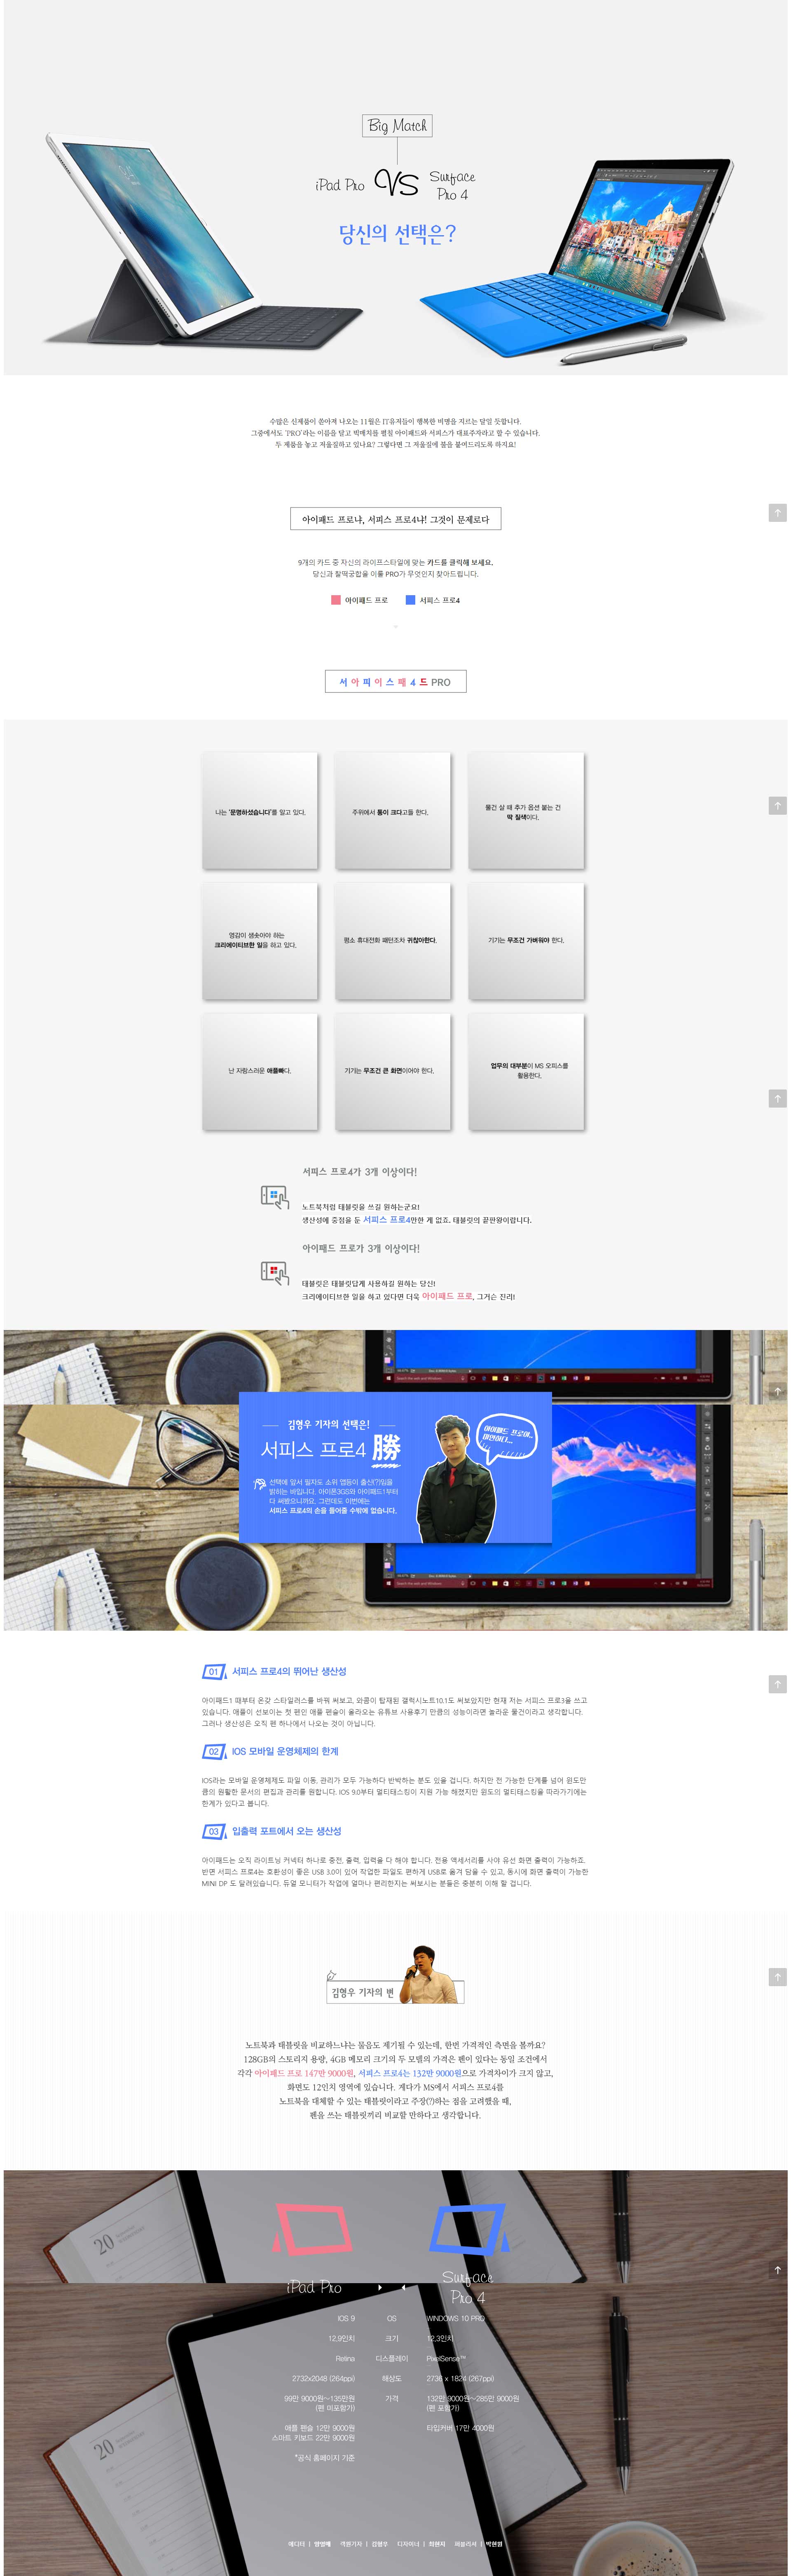 Big Match
iPad Pro VS Surface Pro 4
당신의 선택은?
수많은 신제품이 쏟아져 나오는 11월은 IT유저들이 행복한 비명을 지르는 달일 듯합니다.
그중에서도 'PRO'라는 이름을 달고 빅매치를 펼칠 아이패드와 서피스가 대표주자라고 할 수 있습니다.
두 제품을 놓고 저울질하고 있나요? 그렇다면 그 저울질에 불을 붙여드리도록 하지요!
아이패드 프로냐, 서피스 프로4냐! 그것이 문제로다
9개의 카드 중 자신의 라이프스타일에 맞는 카드를 클릭해 보세요.
당신과 찰떡궁합을 이룰 PRO가 무엇인지 찾아드립니다.
아이패드 프로
서피스 프로4
서 아 피 이 스 패 4 드 PRO
나는 '문명하셨습니다'를 알고 있다.
주위에서 통이 크다고들 한다.
물건 살 때 추가 옵션 붙는 건
딱 질색이다.
영감이 샘솟아야 하는
크리에이티브한 일을 하고 있다.
평소 휴대전화 패턴조차 귀찮아한다.
기기는 무조건 가벼워야 한다.
난 자랑스러운 애플빠다.
기기는 무조건 큰 화면이어야 한다.
업무의 대부분이 MS 오피스를
활용한다.
서피스 프로4가 3개 이상이다!
노트북처럼 태블릿을 쓰길 원하는군요!
생산성에 중점을 둔 서피스 프로4만한 게 없죠. 태블릿의 끝판왕이랍니다.
아이패드 프로가 3개 이상이다!
태블릿은 태블릿답게 사용하길 원하는 당신!
크리에이티브한 일을 하고 있다면 더욱 아이패드 프로, 그거슨 진리!
김형우 기자의 선택은!
서피스 프로4 勝
아이패드 프로야...
미안하다...
선택에 앞서 필자도 소위 앱등이 출신(?)임을
밝히는 바입니다. 아이폰3GS와 아이패드1부터
다 써봤으니까요. 그런데도 이번에는
서피스 프로4의 손을 들어줄 수밖에 없습니다.
01 서피스 프로4의 뛰어난 생산성
아이패드1 때부터 온갖 스타일러스를 바꿔 써보고, 와콤이 탑재된 갤럭시노트10.1도 써보았지만 현재 저는 서피스 프로3을 쓰고
있습니다. 애플이 선보이는 첫 펜인 애플 펜슬이 올라오는 유튜브 사용후기 만큼의 성능이라면 놀라운 물건이라고 생각합니다.
그러나 생산성은 오직 펜 하나에서 나오는 것이 아닙니다.
02 IOS 모바일 운영체제의 한계
IOS라는 모바일 운영체제도 파일 이동, 관리가 모두 가능하다 반박하는 분도 있을 겁니다. 하지만 전 가능한 단계를 넘어 윈도만
큼의 원활한 문서의 편집과 관리를 원합니다. IOS 9.0부터 멀티태스킹이 지원 가능 해졌지만 윈도의 멀티태스킹을 따라가기에는
한계가 있다고 봅니다.
03 입출력 포트에서 오는 생산성
아이패드는 오직 라이트닝 커넥터 하나로 충전, 출력, 입력을 다 해야 합니다. 전용 액세서리를 사야 유선 화면 출력이 가능하죠.
반면 서피스 프로4는 호환성이 좋은 USB 3.0이 있어 작업한 파일도 편하게 USB로 옮겨 담을 수 있고, 동시에 화면 출력이 가능한
MINI DP 도 달려있습니다. 듀얼 모니터가 작업에 얼마나 편리한지는 써보시는 분들은 충분히 이해 할 겁니다.
김형우 기자의 변
노트북과 태블릿을 비교하느냐는 물음도 제기될 수 있는데, 한번 가격적인 측면을 볼까요?
128GB의 스토리지 용량, 4GB 메모리 크기의 두 모델의 가격은 펜이 있다는 동일 조건에서
각각 아이패드 프로 147만 9000원, 서피스 프로4는 132만 9000원으로 가격차이가 크지 않고,
화면도 12인치 영역에 있습니다. 게다가 MS에서 서피스 프로4를
노트북을 대체할 수 있는 태블릿이라고 주장(?)하는 점을 고려했을 때,
펜을 쓰는 태블릿끼리 비교할 만하다고 생각합니다.
20
iPad Pro
Surface Pro 4
IOS 9 OS WINDOWS 10 PRO
12.9인치 크기 12.3인치
Retina 디스플레이 PixelSense™
2732x2048 (264ppi) 해상도 2736 x 1824 (267ppi)
99만 9000원~135만원 가격 132만 9000원~285만 9000원
(펜 미포함가) (펜 포함가)
애플 펜슬 12만 9000원 타입커버 17만 4000원
스마트 키보드 22만 9000원
*공식 홈페이지 기준
20